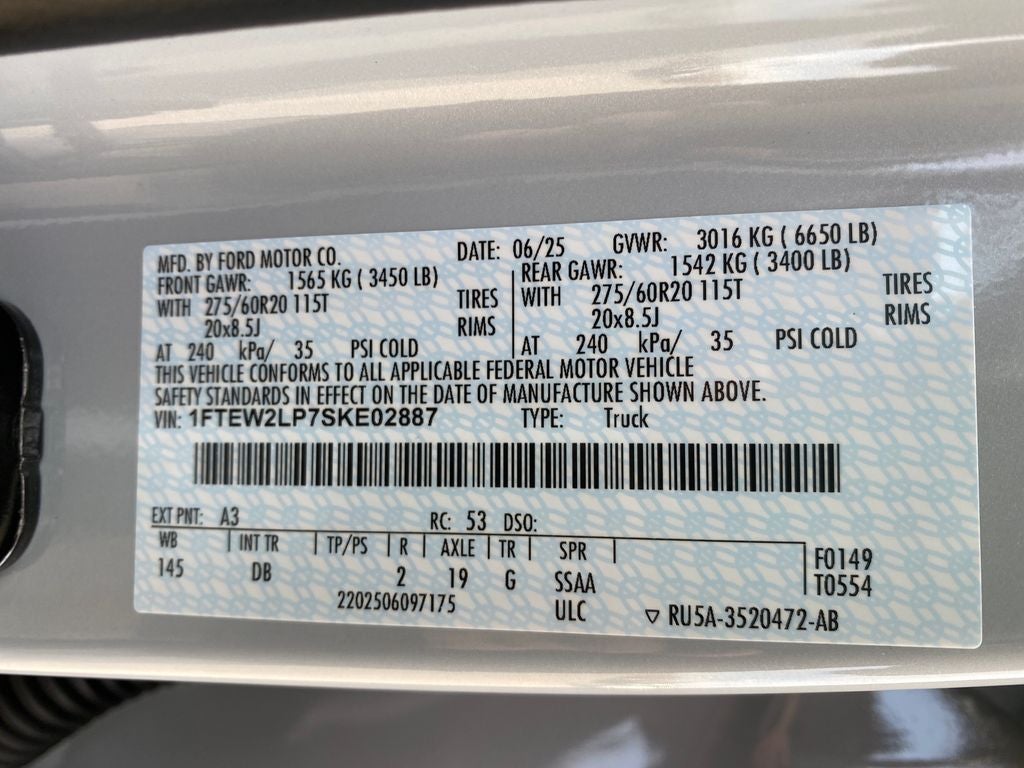 MFD. BY FORD MOTOR CO. DATE: 06/25 GVWR: 3016 KG ( 6650 LB)
FRONT GAWR: 1565 KG ( 3450 LB) REAR GAWR: 1542 KG ( 3400 LB)
WITH 275/60R20 115T TIRES WITH 275/60R20 115T TIRES
20x8.5J RIMS 20x8.5J RIMS
AT 240 kPa/ 35 PSI COLD AT 240 kPa/ 35 PSI COLD
THIS VEHICLE CONFORMS TO ALL APPLICABLE FEDERAL MOTOR VEHICLE
SAFETY STANDARDS IN EFFECT ON THE DATE OF MANUFACTURE SHOWN ABOVE.
VIN: 1FTEW2LP7SKE02887 TYPE: Truck
EXT PNT: A3 RC: 53 DSO:
WB INT TR TP/PS R AXLE TR SPR F0149
145 DB 2 19 G SSAA T0554
2202506097175 ULC ▽ RU5A-3520472-AB